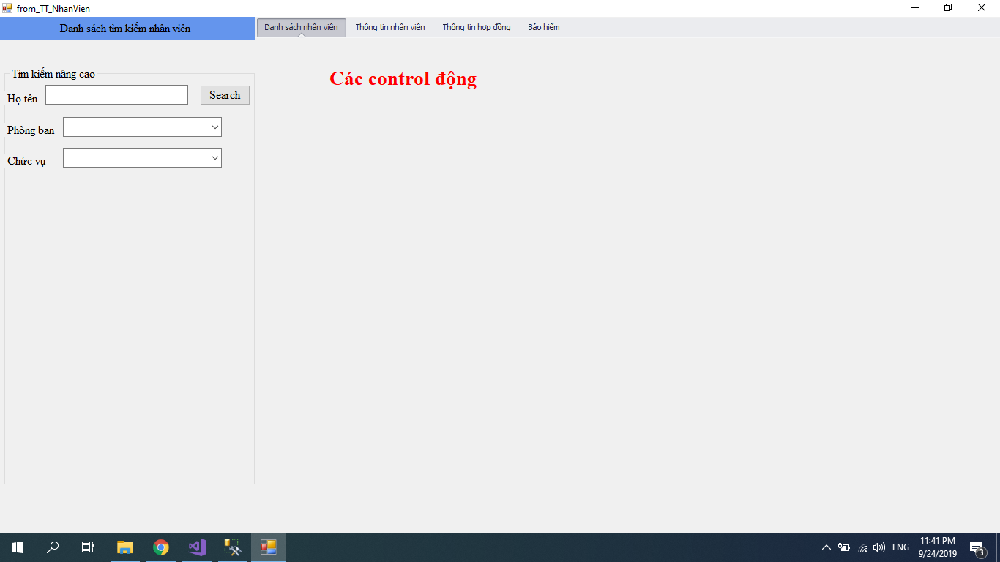 from_TT_NhanVien
Danh sách tìm kiếm nhân viên
Danh sách nhân viên
Thông tin nhân viên
Thông tin hợp đồng
Bảo hiểm
Tìm kiếm nâng cao
Họ tên
Search
Phòng ban
Chức vụ
Các control động
ENG
11:41 PM
9/24/2019
3